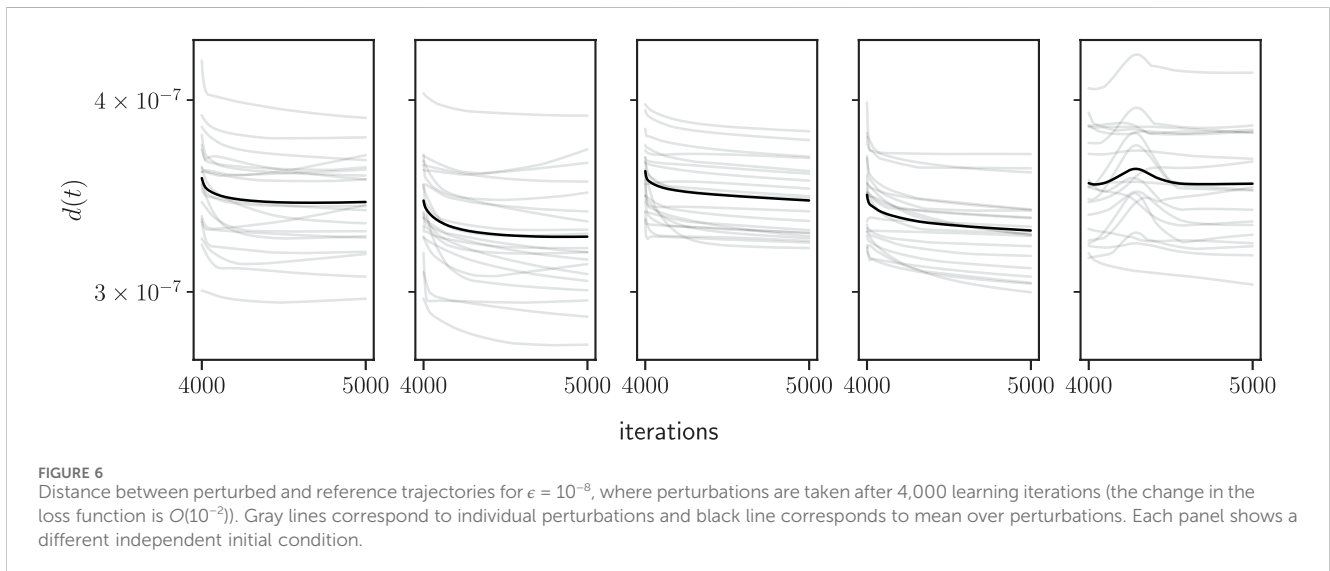 4 × 10⁻⁷
3 × 10⁻⁷
d(t)
4000 5000 4000 5000 4000 5000 4000 5000 4000 5000
iterations
FIGURE 6
Distance between perturbed and reference trajectories for ϵ = 10⁻⁸, where perturbations are taken after 4,000 learning iterations (the change in the
loss function is O(10⁻²)). Gray lines correspond to individual perturbations and black line corresponds to mean over perturbations. Each panel shows a
different independent initial condition.